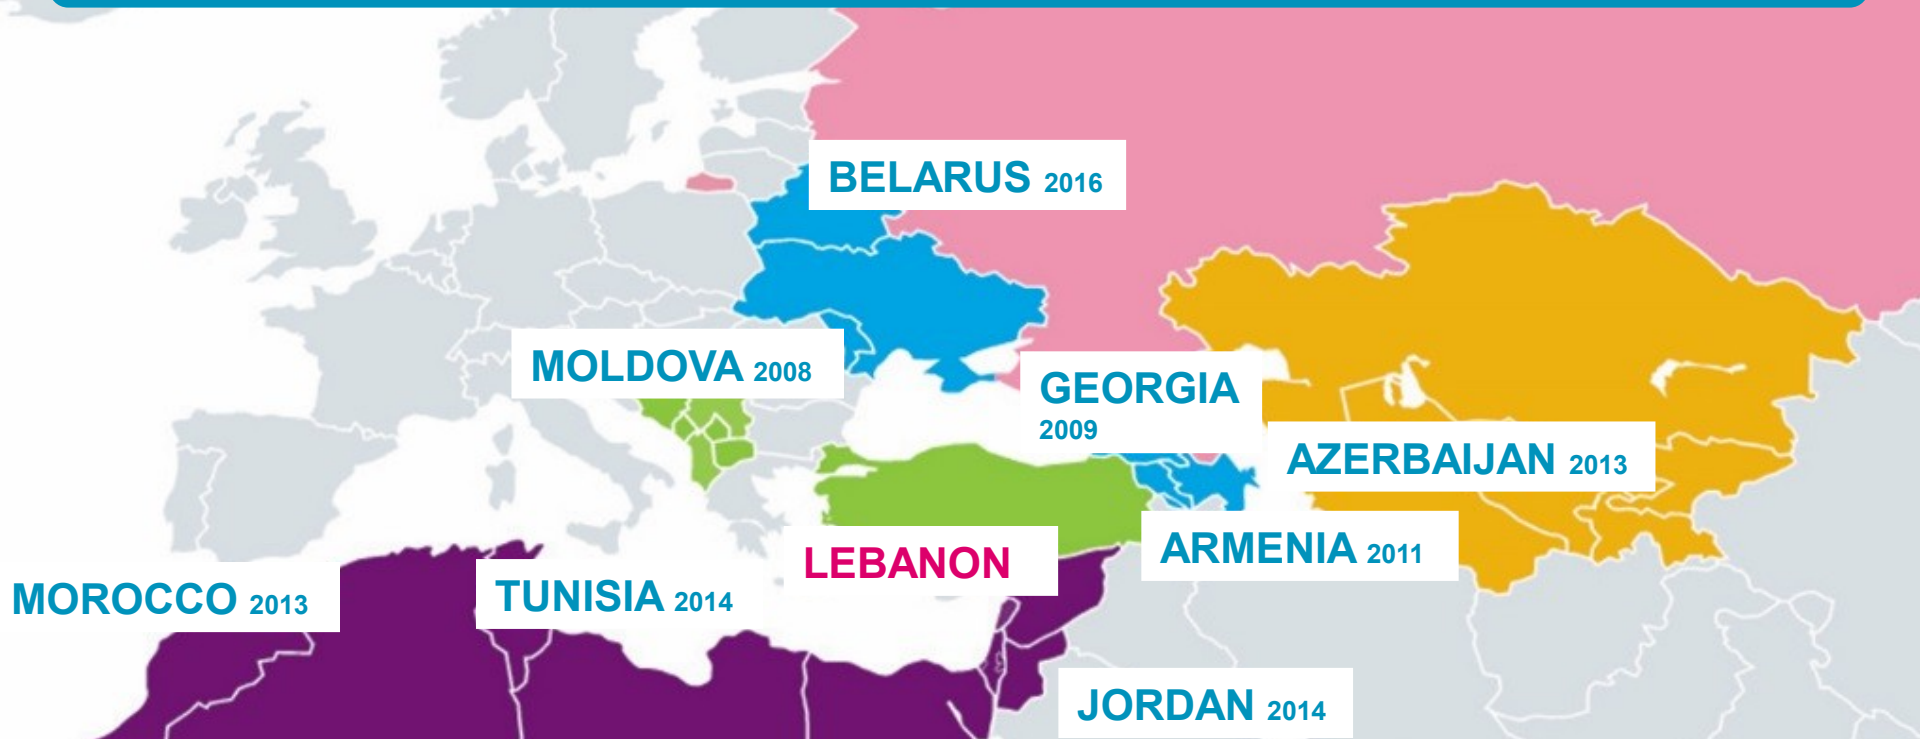 BELARUS 2016
MOLDOVA 2008
GEORGIA
2009
AZERBAIJAN 2013
LEBANON
ARMENIA 2011
MOROCCO 2013
TUNISIA 2014
JORDAN 2014